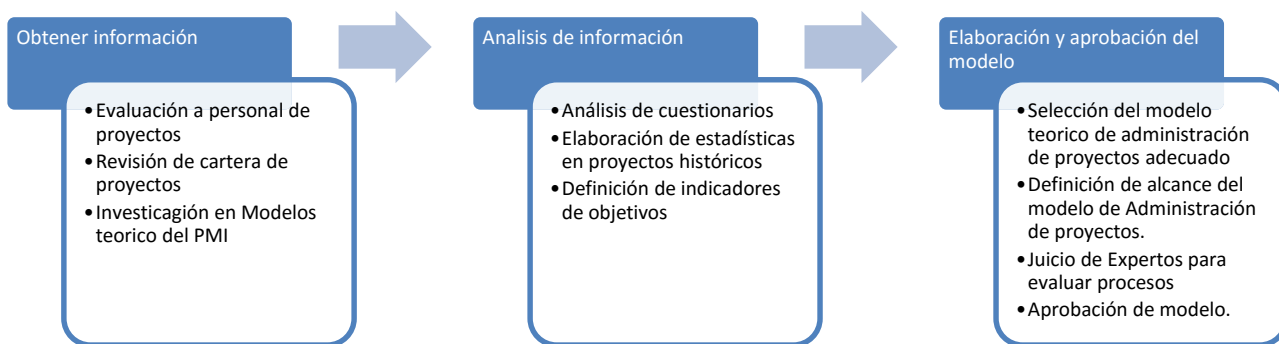 Obtener información
•Evaluación a personal de
proyectos
•Revisión de cartera de
proyectos
•Investicagión en Modelos
teorico del PMI
Analisis de información
•Análisis de cuestionarios
•Elaboración de estadísticas
en proyectos históricos
•Definición de indicadores
de objetivos
Elaboración y aprobación del
modelo
•Selección del modelo
teorico de administración
de proyectos adecuado
•Definición de alcance del
modelo de Administración
de proyectos.
•Juicio de Expertos para
evaluar procesos
•Aprobación de modelo.